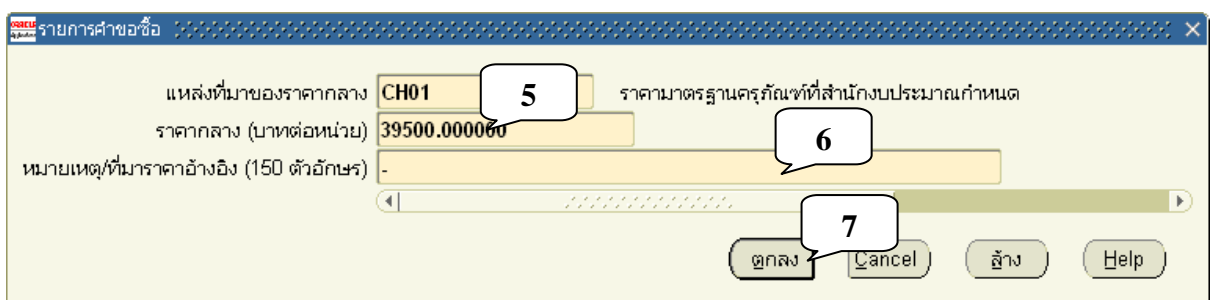 ORACLE รายการคำขอซื้อ
แหล่งที่มาของราคากลาง CH01 5 ราคามาตรฐานครุภัณฑ์ที่สำนักงบประมาณกำหนด
ราคากลาง (บาทต่อหน่วย) 39500.000000 6
หมายเหตุ/ที่มาราคาอ้างอิง (150 ตัวอักษร) -
7
ตกลง Cancel ล้าง Help